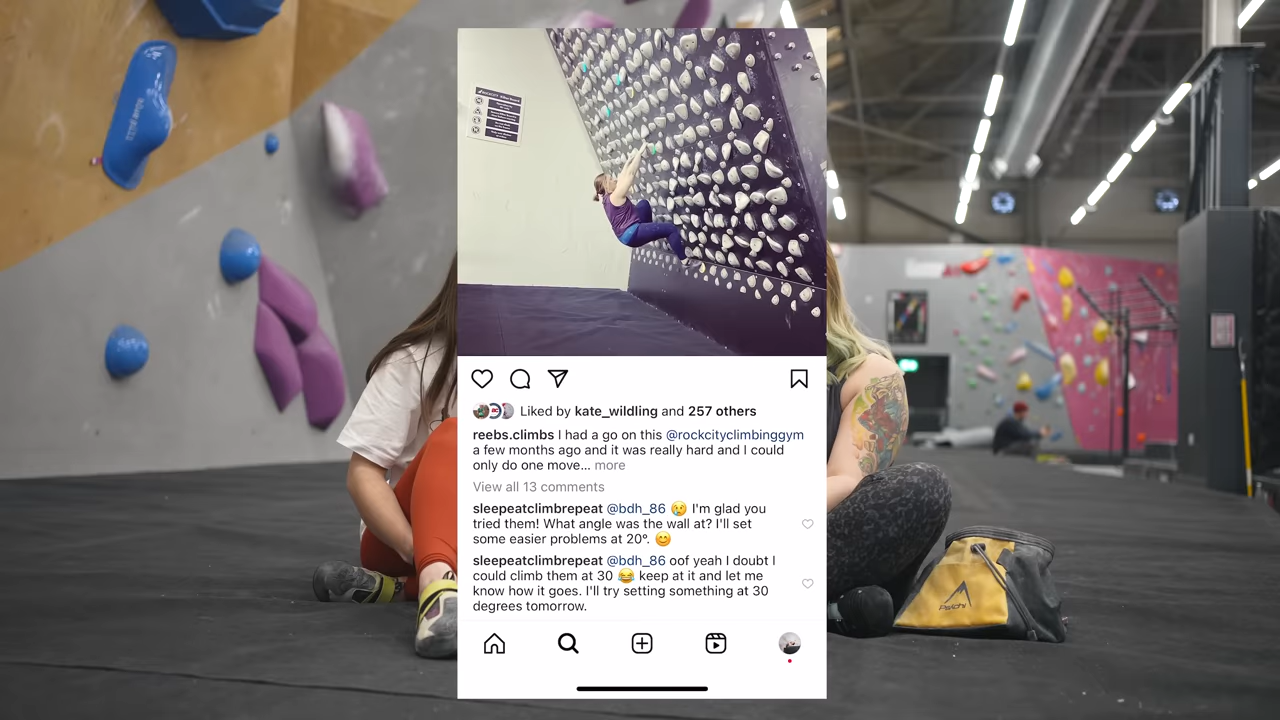 Liked by kate_wildling and 257 others
reebs.climbs I had a go on this @rockcityclimbinggym
a few months ago and it was really hard and I could
only do one move... more
View all 13 comments
sleepeatclimbrepeat @bdh_86 😢 I'm glad you
tried them! What angle was the wall at? I'll set
some easier problems at 20°. 😊
sleepeatclimbrepeat @bdh_86 oof yeah I doubt I
could climb them at 30 😂 keep at it and let me
know how it goes. I'll try setting something at 30
degrees tomorrow.
Psychi